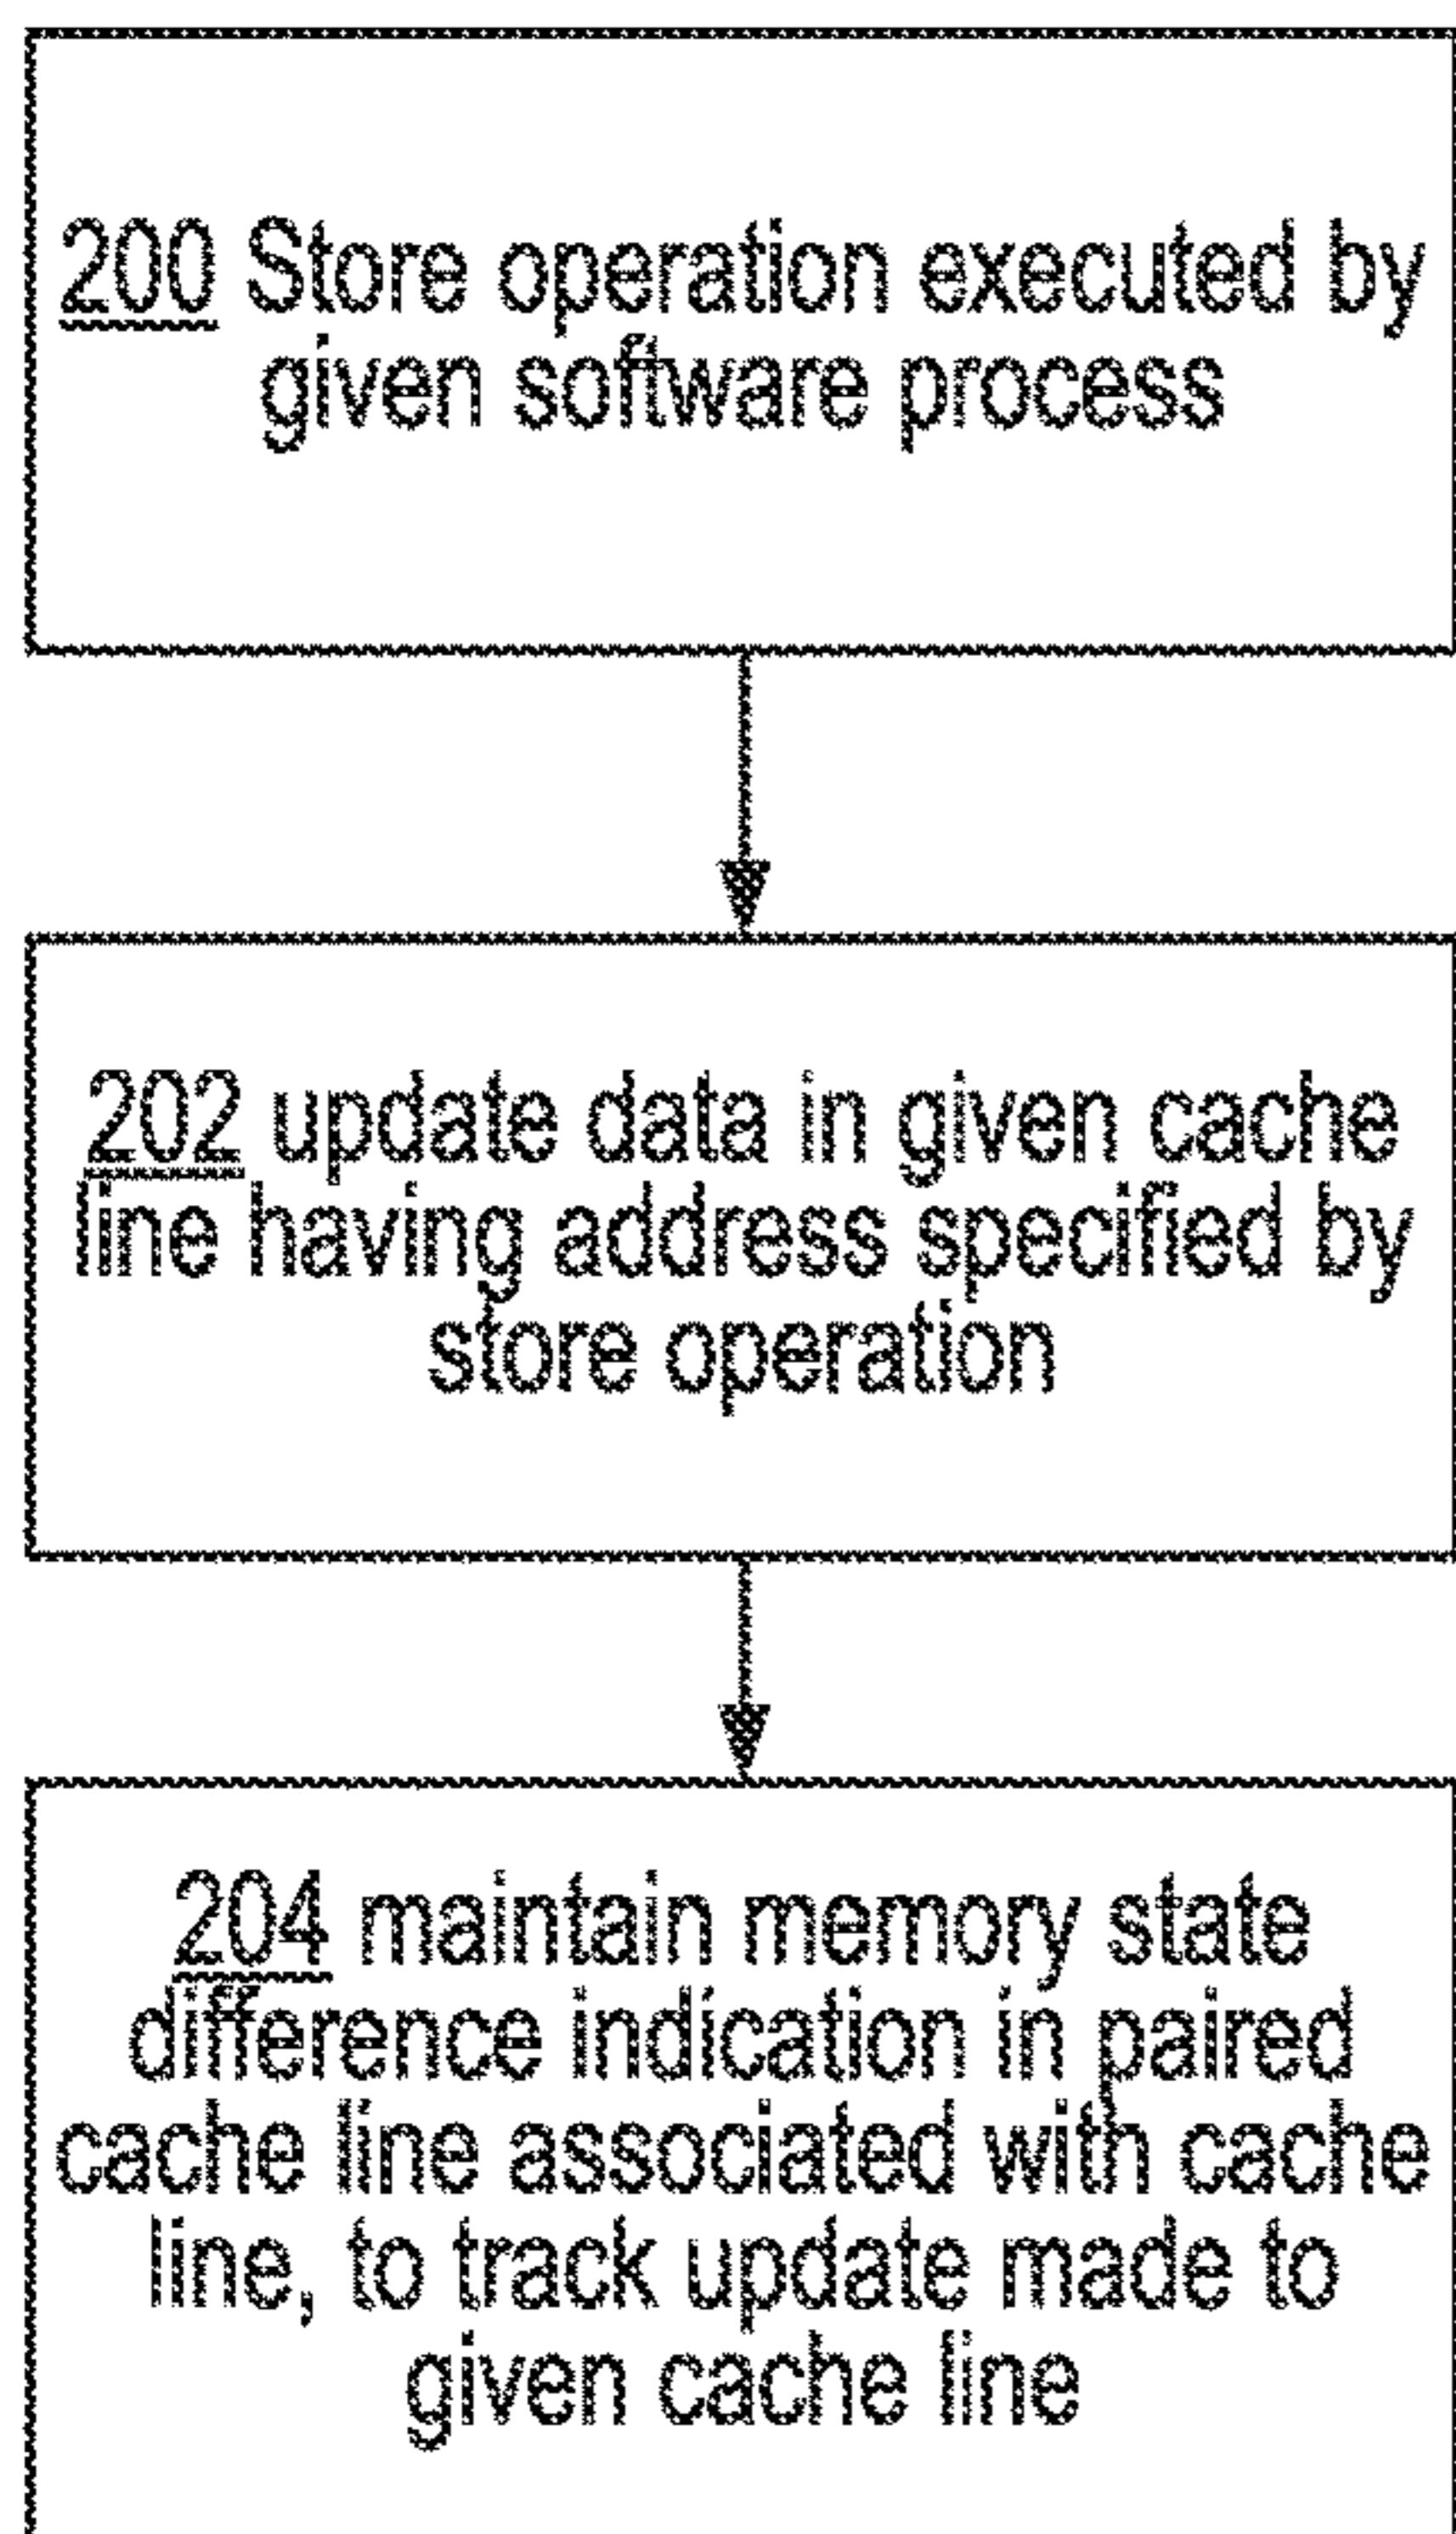 200 Store operation executed by
given software process
202 update data in given cache
line having address specified by
store operation
204 maintain memory state
difference indication in paired
cache line associated with cache
line, to track update made to
given cache line